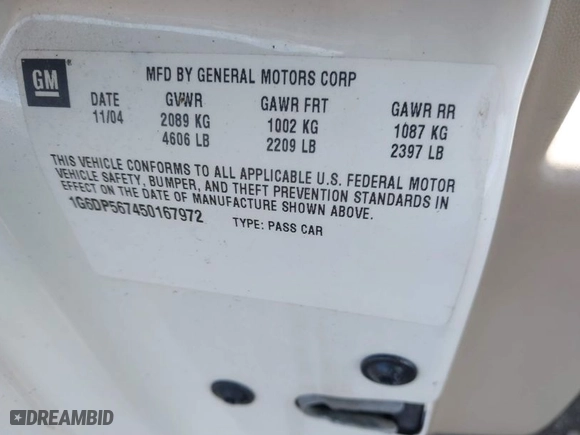 GM
MFD BY GENERAL MOTORS CORP
DATE GVWR GAWR FRT GAWR RR
11/04 2089 KG 1002 KG 1087 KG
4606 LB 2209 LB 2397 LB
THIS VEHICLE CONFORMS TO ALL APPLICABLE U.S. FEDERAL MOTOR
VEHICLE SAFETY, BUMPER, AND THEFT PREVENTION STANDARDS IN
EFFECT ON THE DATE OF MANUFACTURE SHOWN ABOVE.
1G6DP567450167972 TYPE: PASS CAR
DREAMBID